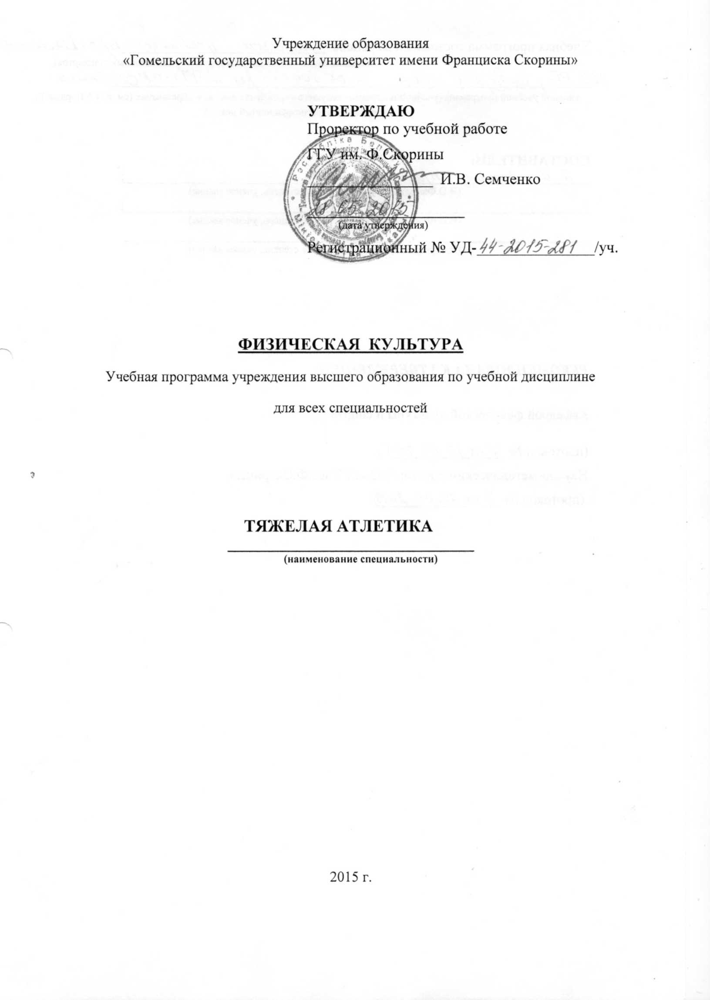 Учреждение образования
«Гомельский государственный университет имени Франциска Скорины»
УТВЕРЖДАЮ
Проректор по учебной работе
ГГУ им. Ф.Скорины
И.В. Семченко
28.05.2015
(дата утверждения)
Регистрационный № УД-44-2015-281/уч.
ФИЗИЧЕСКАЯ КУЛЬТУРА
Учебная программа учреждения высшего образования по учебной дисциплине
для всех специальностей
ТЯЖЕЛАЯ АТЛЕТИКА
(наименование специальности)
2015 г.